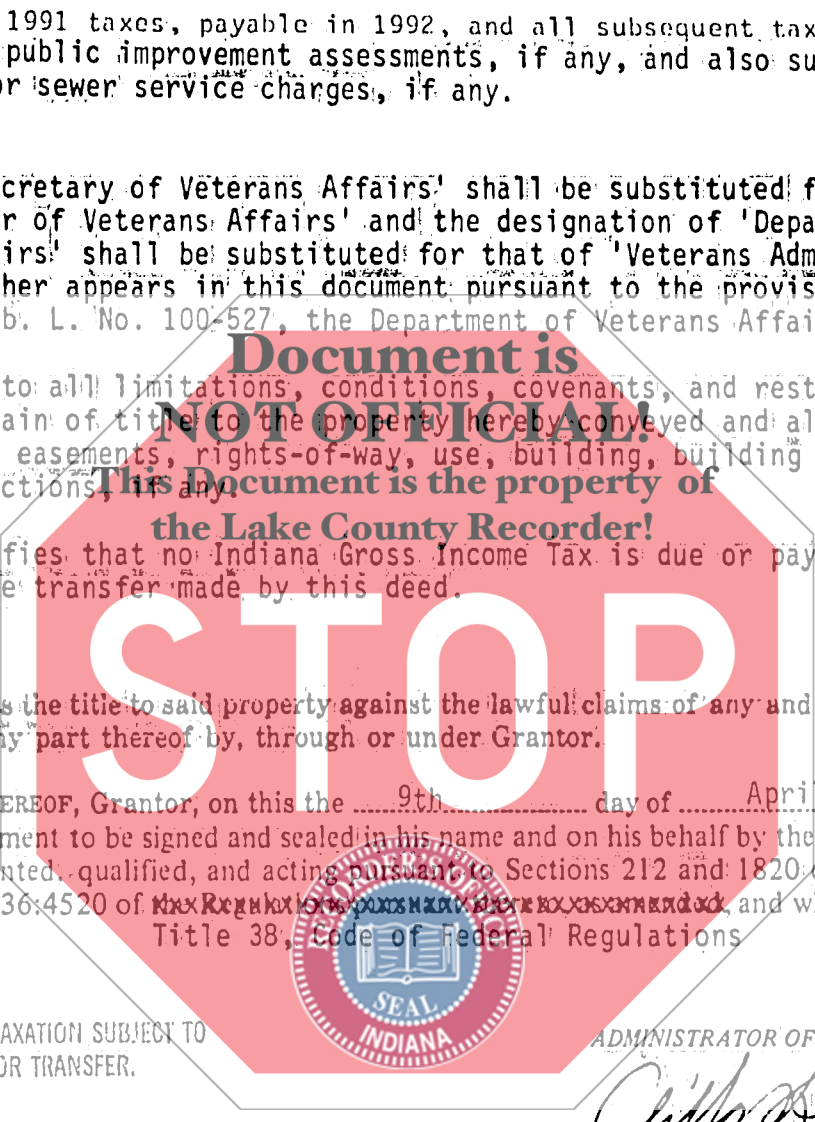 1991 taxes, payable in 1992, and all subsequent tax
public improvement assessments, if any, and also su
or sewer service charges, if any.
cretary of Veterans Affairs' shall be substituted f
r of Veterans Affairs' and the designation of 'Depa
irs' shall be substituted for that of 'Veterans Adm
her appears in this document pursuant to the provis
b. L. No. 100-527, the Department of Veterans Affai
Document is
to all limitations, conditions, covenants, and rest
NOT OFFICIAL!
ain of title to the property hereby conveyed and al
easements, rights-of-way, use, building, building
This Document is the property of
ctions, if any.
the Lake County Recorder!
fies that no Indiana Gross Income Tax is due or pay
e transfer made by this deed.
STOP
s the title to said property against the lawful claims of any and
ny part thereof by, through or under Grantor.
EREOF, Grantor, on this the 9th day of April
ment to be signed and sealed in his name and on his behalf by the
nted, qualified, and acting pursuant to Sections 212 and 1820
36:4520 of the Regulations pursuant thereto as amended, and w
Title 38, Code of Federal Regulations
RECORDER'S OFFICE
SEAL
INDIANA
AXATION SUBJECT TO
OR TRANSFER.
ADMINISTRATOR OF